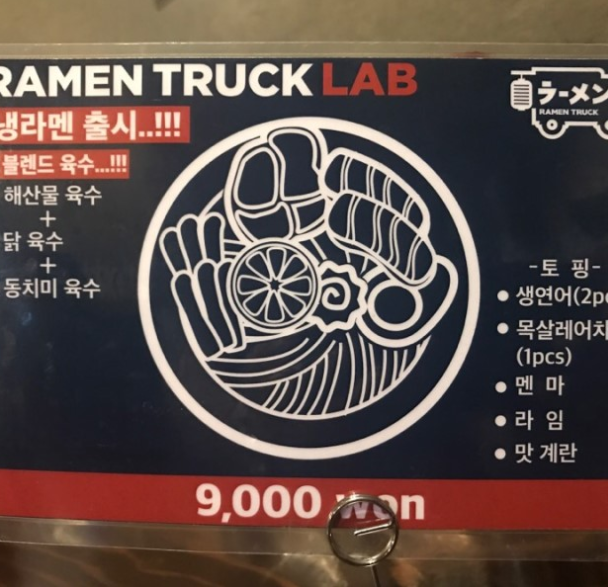 RAMEN TRUCK LAB
냉라멘 출시..!!!
블렌드 육수...!!!
해산물 육수
+
닭 육수
+
동치미 육수
ラーメン
RAMEN TRUCK
-토 핑-
• 생연어(2pc
• 목살레어차
(1pcs)
• 멘 마
• 라 임
• 맛 계란
9,000 won